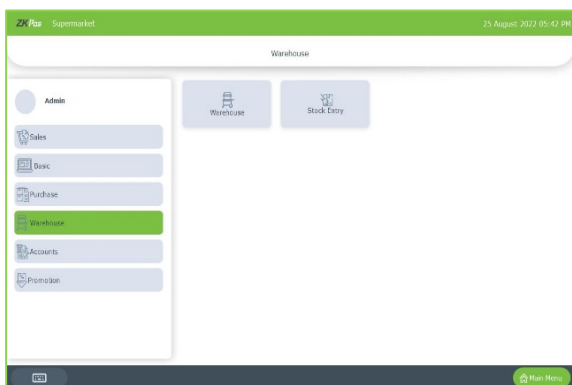 ZKPos Supermarket 25 August 2022 05:42 PM
Warehouse
Admin
Sales
Basic
Purchase
Warehouse
Accounts
Promotion
Warehouse Stock Entry
Main Menu